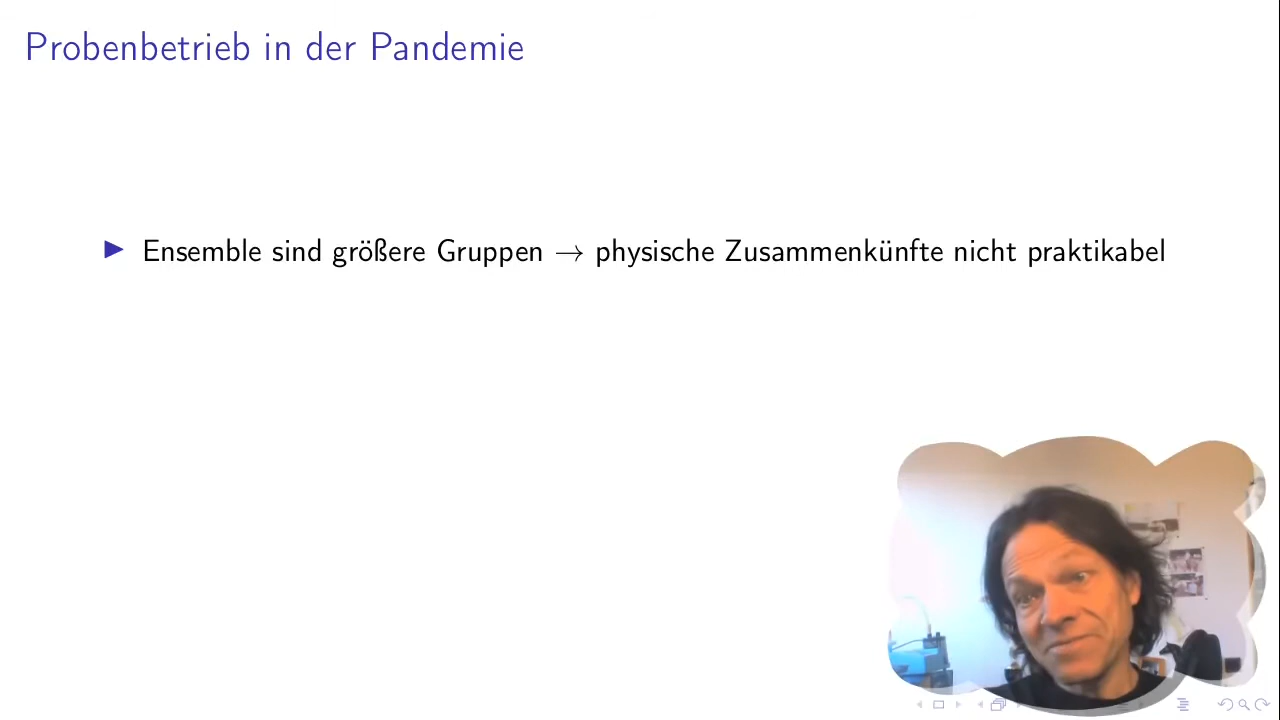 Probenbetrieb in der Pandemie
Ensemble sind größere Gruppen → physische Zusammenkünfte nicht praktikabel